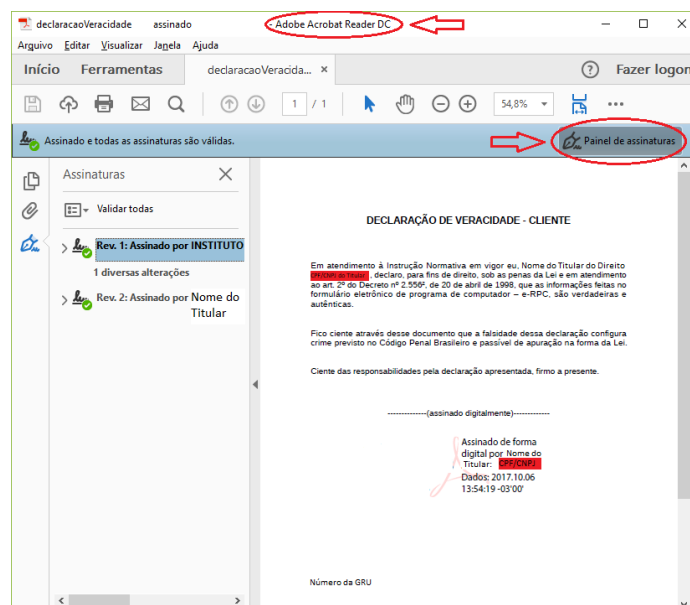 declaracaoVeracidade assinado - Adobe Acrobat Reader DC
Arquivo Editar Visualizar Janela Ajuda
Início Ferramentas declaracaoVeracida... × ? Fazer logon
1 / 1 54,8%
Assinado e todas as assinaturas são válidas. Painel de assinaturas
Assinaturas
Validar todas
Rev. 1: Assinado por INSTITUTO
1 diversas alterações
Rev. 2: Assinado por Nome do
Titular
DECLARAÇÃO DE VERACIDADE - CLIENTE
Em atendimento à Instrução Normativa em vigor eu, Nome do Titular do Direito
CPF/CNPJ do Titular, declaro, para fins de direito, sob as penas da Lei e em atendimento
ao art. 2º do Decreto nº 2.556², de 20 de abril de 1998, que as informações feitas no
formulário eletrônico de programa de computador – e-RPC, são verdadeiras e
autênticas.
Fico ciente através desse documento que a falsidade dessa declaração configura
crime previsto no Código Penal Brasileiro e passível de apuração na forma da Lei.
Ciente das responsabilidades pela declaração apresentada, firmo a presente.
--------------(assinado digitalmente)-------------
Assinado de forma
digital por Nome do
Titular: CPF/CNPJ
Dados: 2017.10.06
13:54:19 -03'00'
Número da GRU